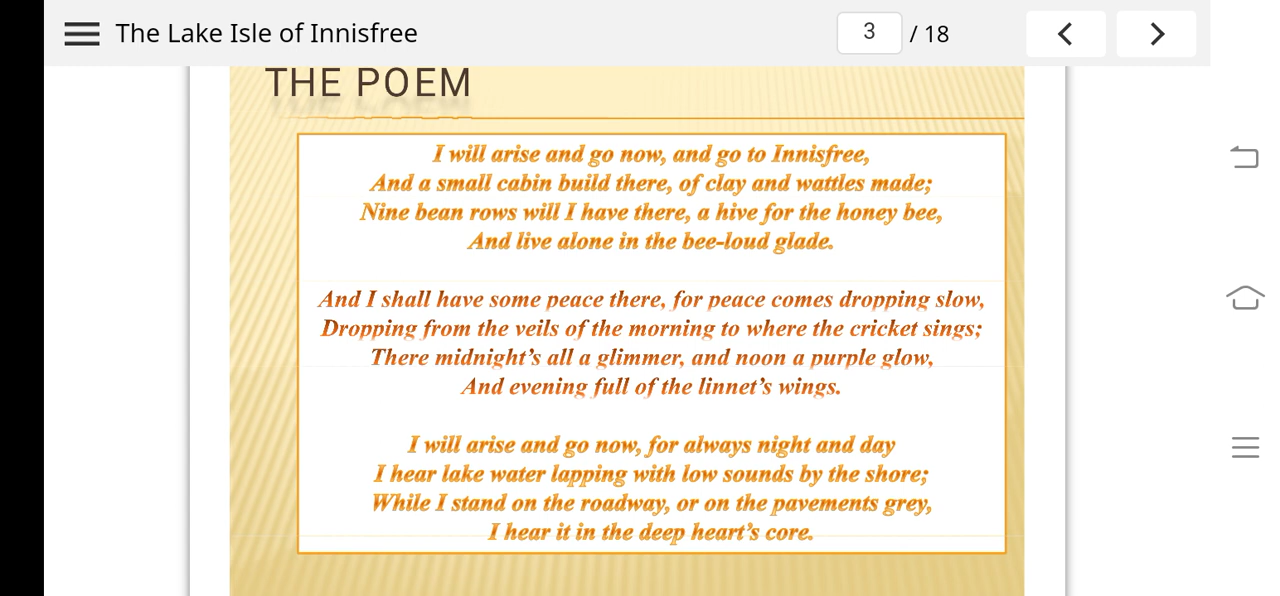 The Lake Isle of Innisfree
3 / 18
THE POEM
I will arise and go now, and go to Innisfree,
And a small cabin build there, of clay and wattles made;
Nine bean rows will I have there, a hive for the honey bee,
And live alone in the bee-loud glade.
And I shall have some peace there, for peace comes dropping slow,
Dropping from the veils of the morning to where the cricket sings;
There midnight’s all a glimmer, and noon a purple glow,
And evening full of the linnet’s wings.
I will arise and go now, for always night and day
I hear lake water lapping with low sounds by the shore;
While I stand on the roadway, or on the pavements grey,
I hear it in the deep heart’s core.